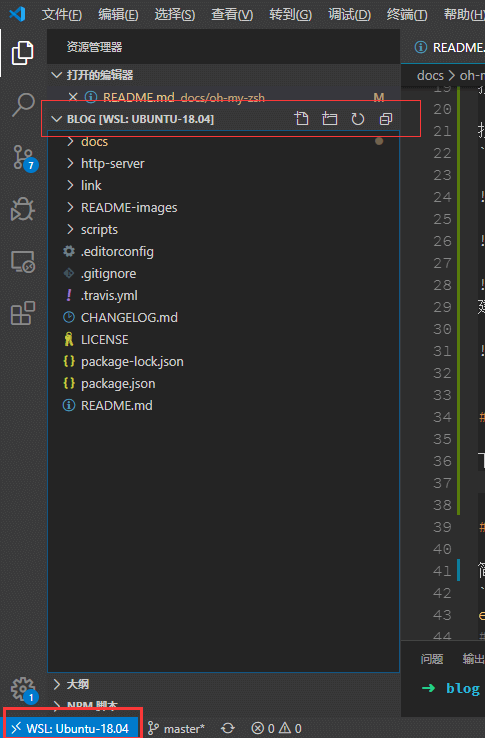 文件(F) 编辑(E) 选择(S) 查看(V) 转到(G) 调试(D) 终端(T) 帮助(H)
资源管理器
README.
打开的编辑器
README.md docs/oh-my-zsh M
docs > oh-m
BLOG [WSL: UBUNTU-18.04]
docs
http-server
link
README-images
scripts
.editorconfig
.gitignore
.travis.yml
CHANGELOG.md
LICENSE
package-lock.json
package.json
README.md
19
20
21
22
`
23
24
!
25
26
!
27
28
!
29
30
31
!
32
33
34
#
35
36
37
38
39
#
40
41
简
42
`
43
e
44
#
7
1
大纲
NPM 脚本
问题 输出
→ blog
WSL: Ubuntu-18.04 master* 0 0